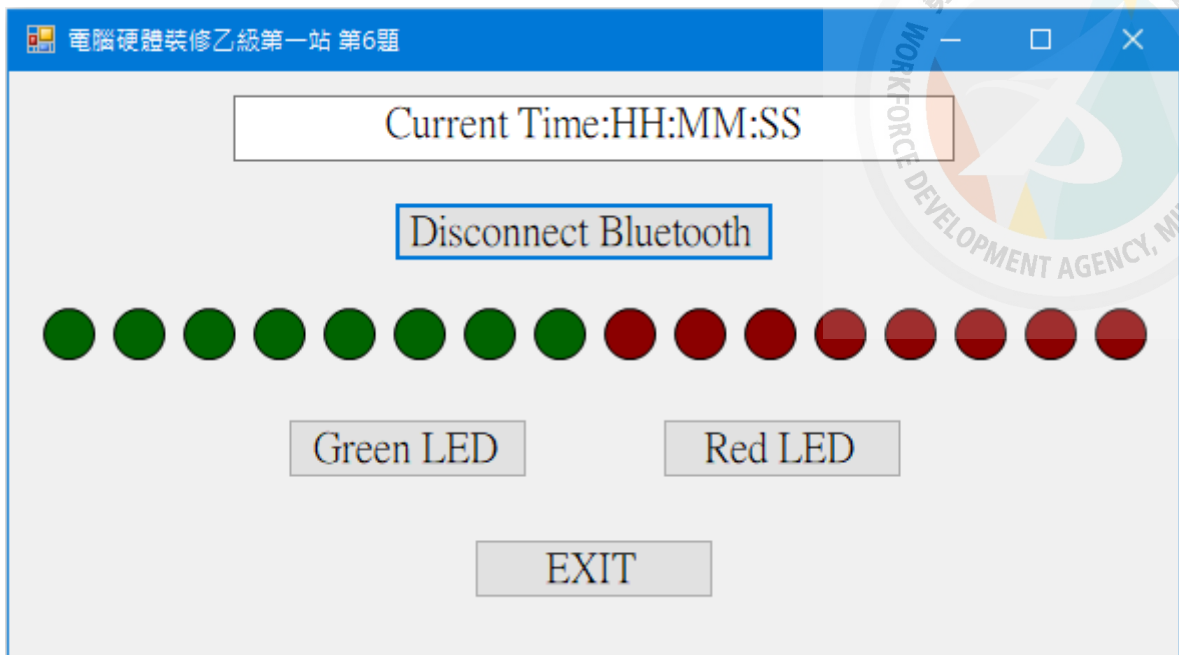 電腦硬體裝修乙級第一站 第6題
Current Time:HH:MM:SS
Disconnect Bluetooth
Green LED
Red LED
EXIT
WORKFORCE DEVELOPMENT AGENCY,